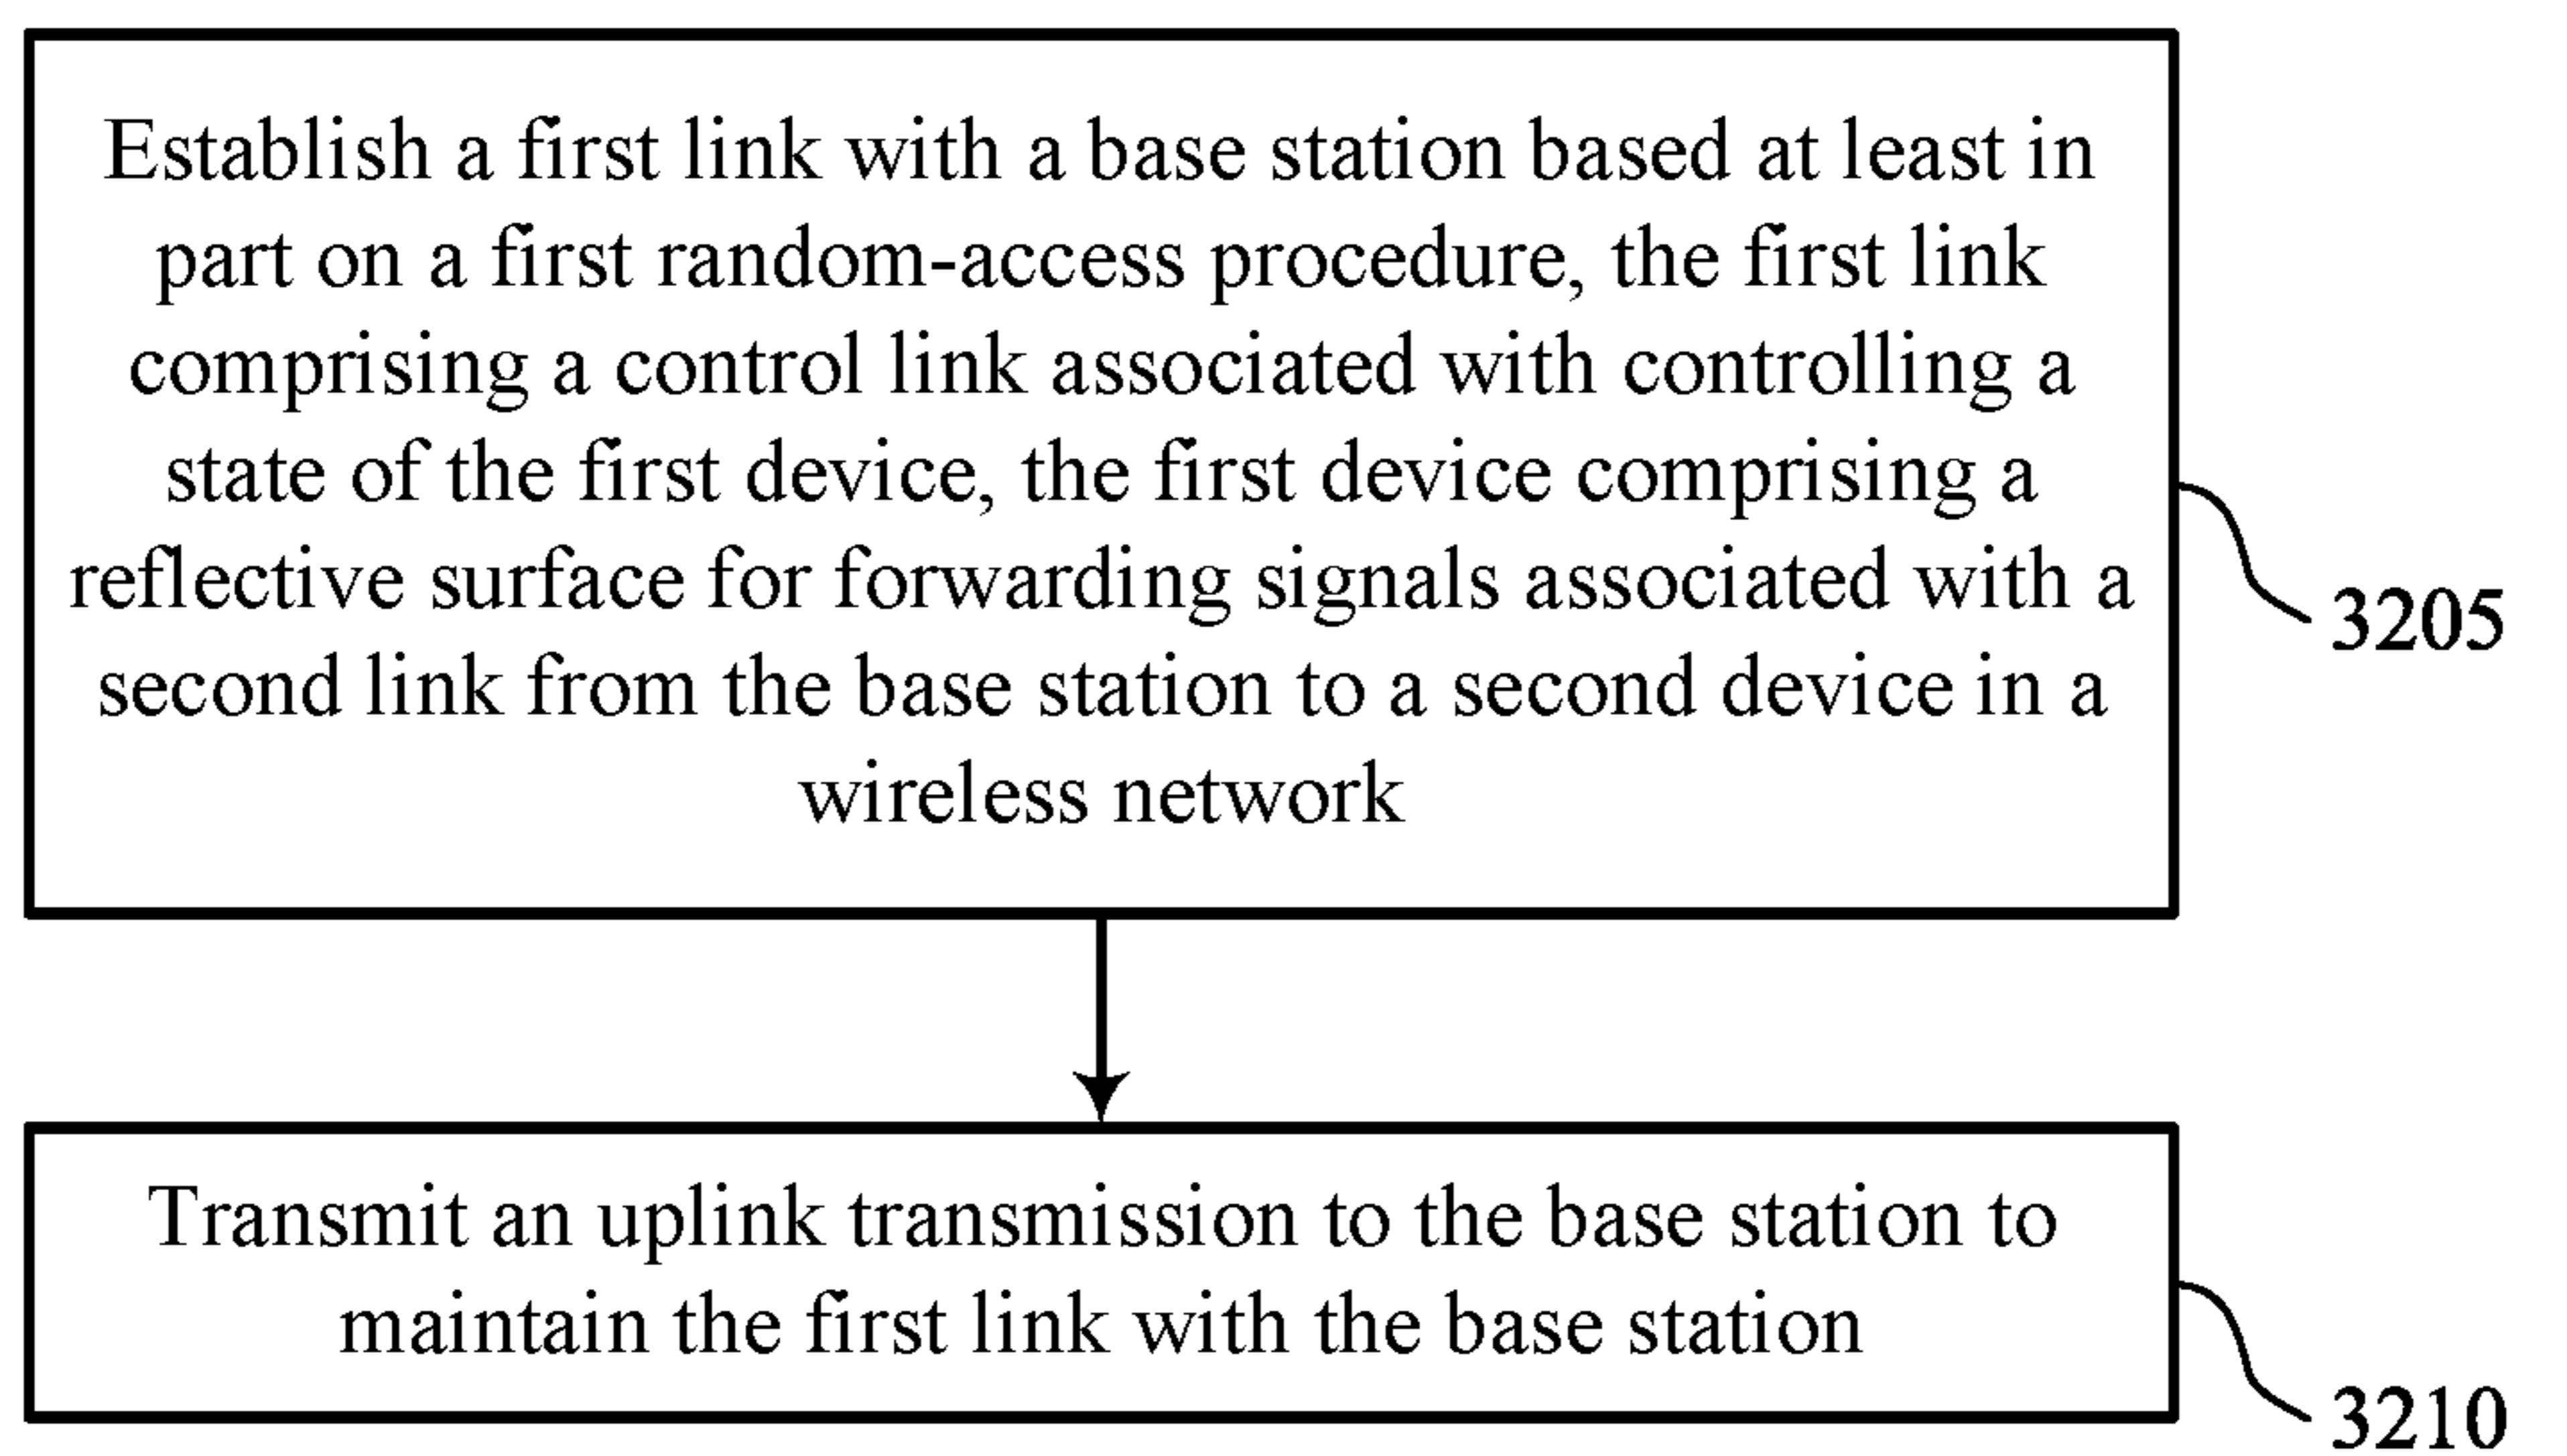 Establish a first link with a base station based at least in
part on a first random-access procedure, the first link
comprising a control link associated with controlling a
state of the first device, the first device comprising a
reflective surface for forwarding signals associated with a
second link from the base station to a second device in a
wireless network
3205
Transmit an uplink transmission to the base station to
maintain the first link with the base station
3210